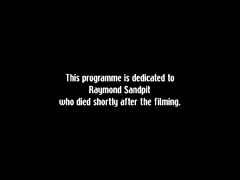 This programme is dedicated to
Raymond Sandpit
who died shortly after the filming.